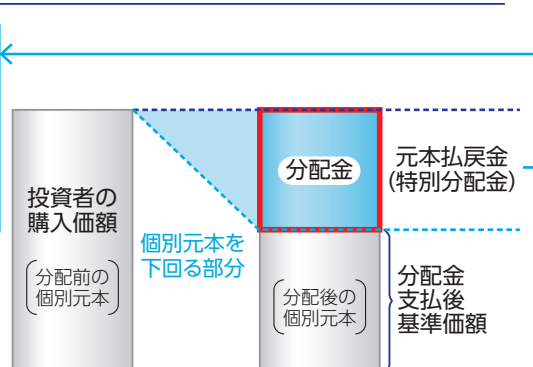 投資者の
購入価額
分配前の
個別元本
個別元本を
下回る部分
分配金
元本払戻金
(特別分配金)
分配後の
個別元本
分配金
支払後
基準価額